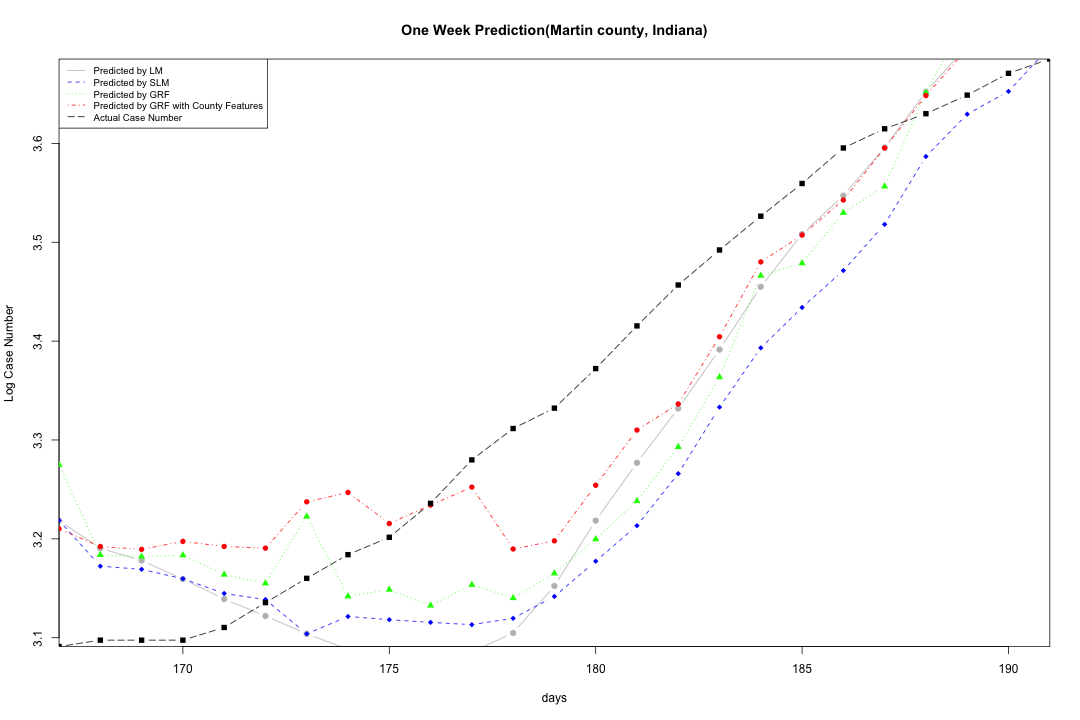 One Week Prediction(Martin county, Indiana)
Predicted by LM
Predicted by SLM
Predicted by GRF
Predicted by GRF with County Features
Actual Case Number
3.6
3.5
3.4
3.3
3.2
3.1
Log Case Number
170 175 180 185 190
days